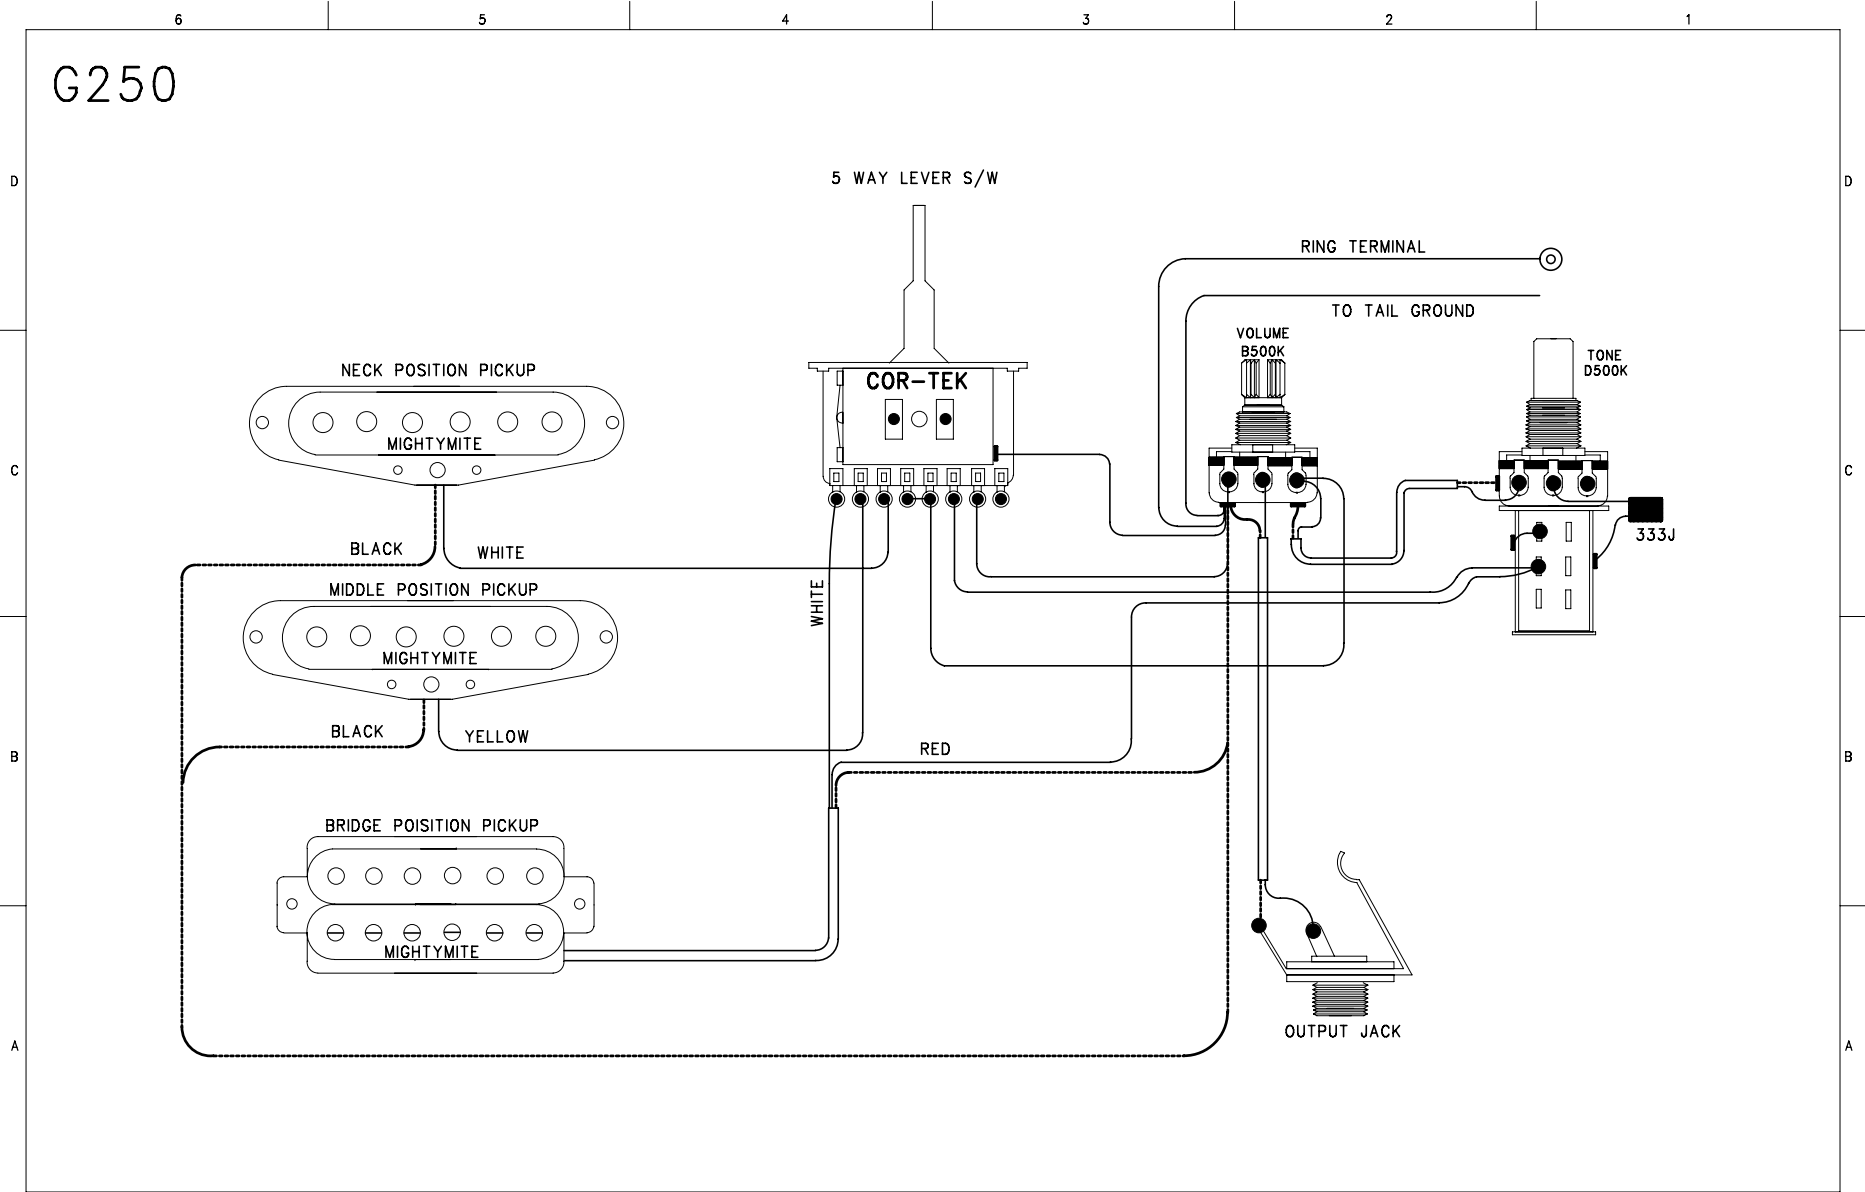 6 5 4 3 2 1
G250
D D
5 WAY LEVER S/W
RING TERMINAL
TO TAIL GROUND
VOLUME
B500K
TONE
D500K
NECK POSITION PICKUP
COR-TEK
MIGHTYMITE
C C
333J
BLACK
WHITE
MIDDLE POSITION PICKUP
WHITE
MIGHTYMITE
BLACK
YELLOW
RED
B B
BRIDGE POISITION PICKUP
MIGHTYMITE
OUTPUT JACK
A A